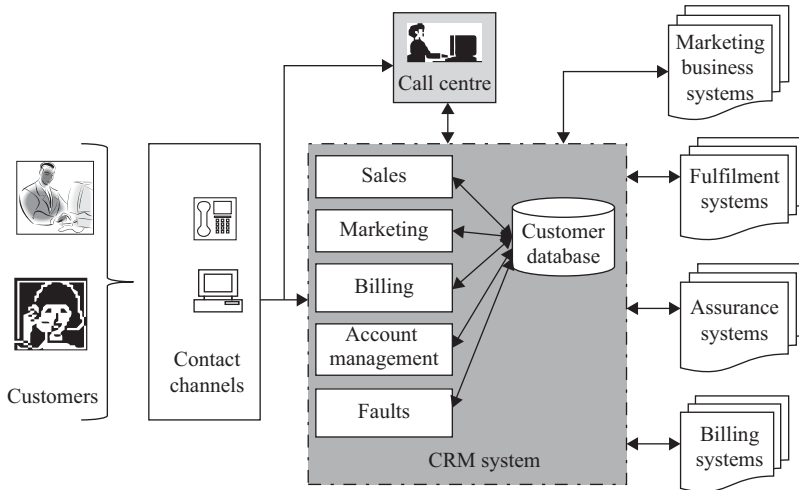 Customers
Contact
channels
Call centre
Sales
Marketing
Billing
Account
management
Faults
Customer
database
CRM system
Marketing
business
systems
Fulfilment
systems
Assurance
systems
Billing
systems